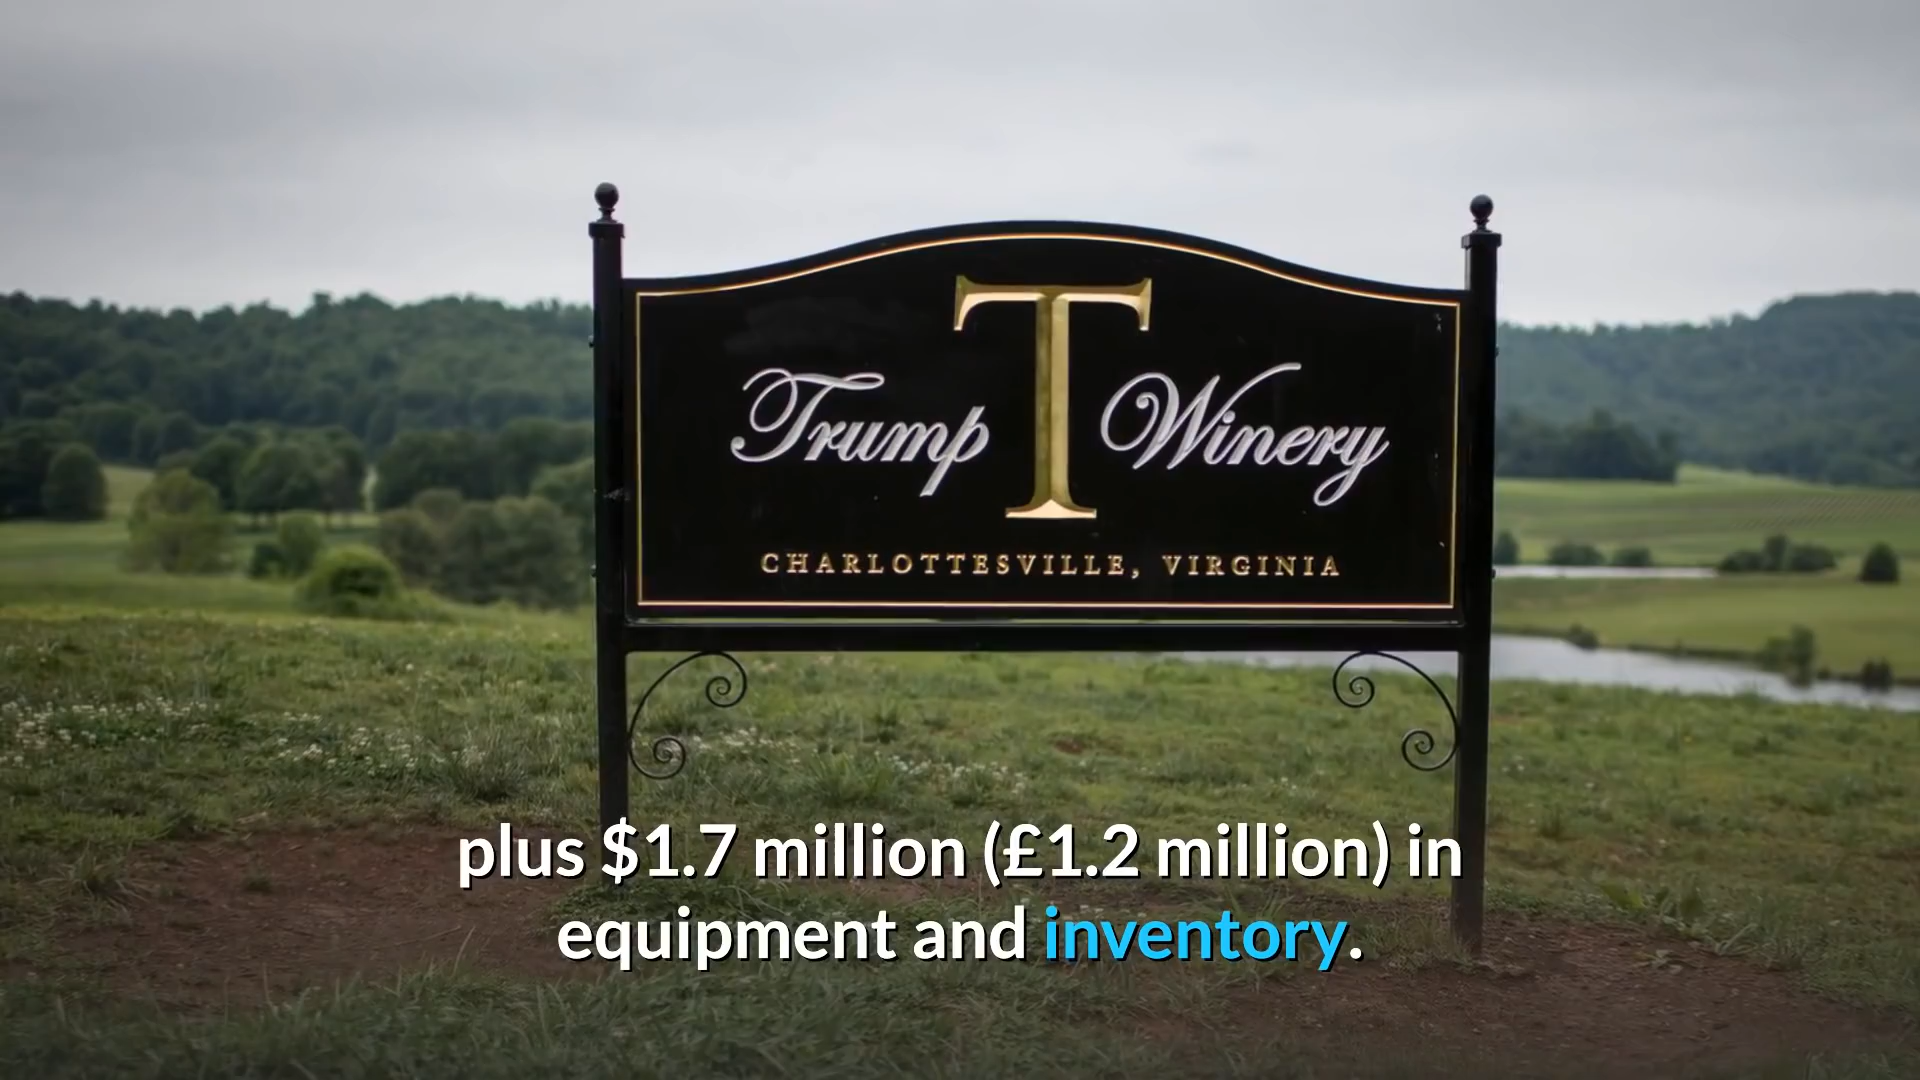 T
Trump Winery
CHARLOTTESVILLE, VIRGINIA
plus $1.7 million (£1.2 million) in
equipment and inventory.